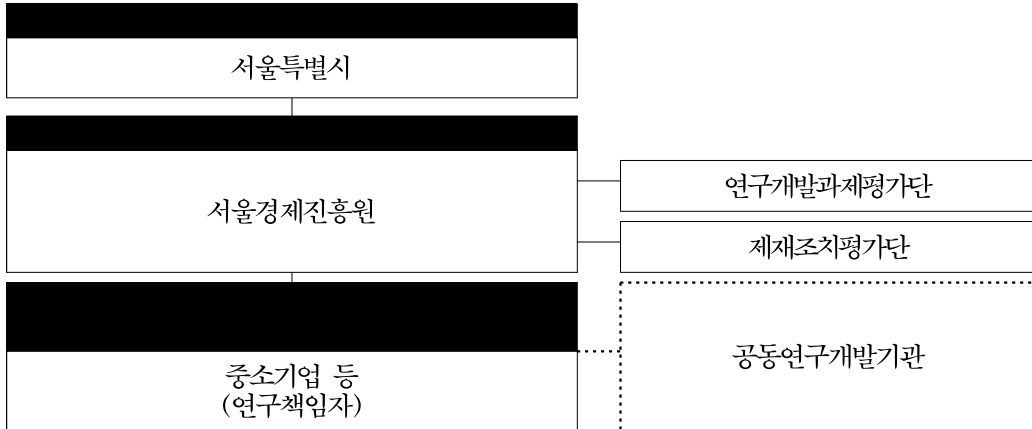 서울특별시
서울경제진흥원
연구개발과제평가단
제재조치평가단
중소기업 등
(연구책임자)
공동연구개발기관